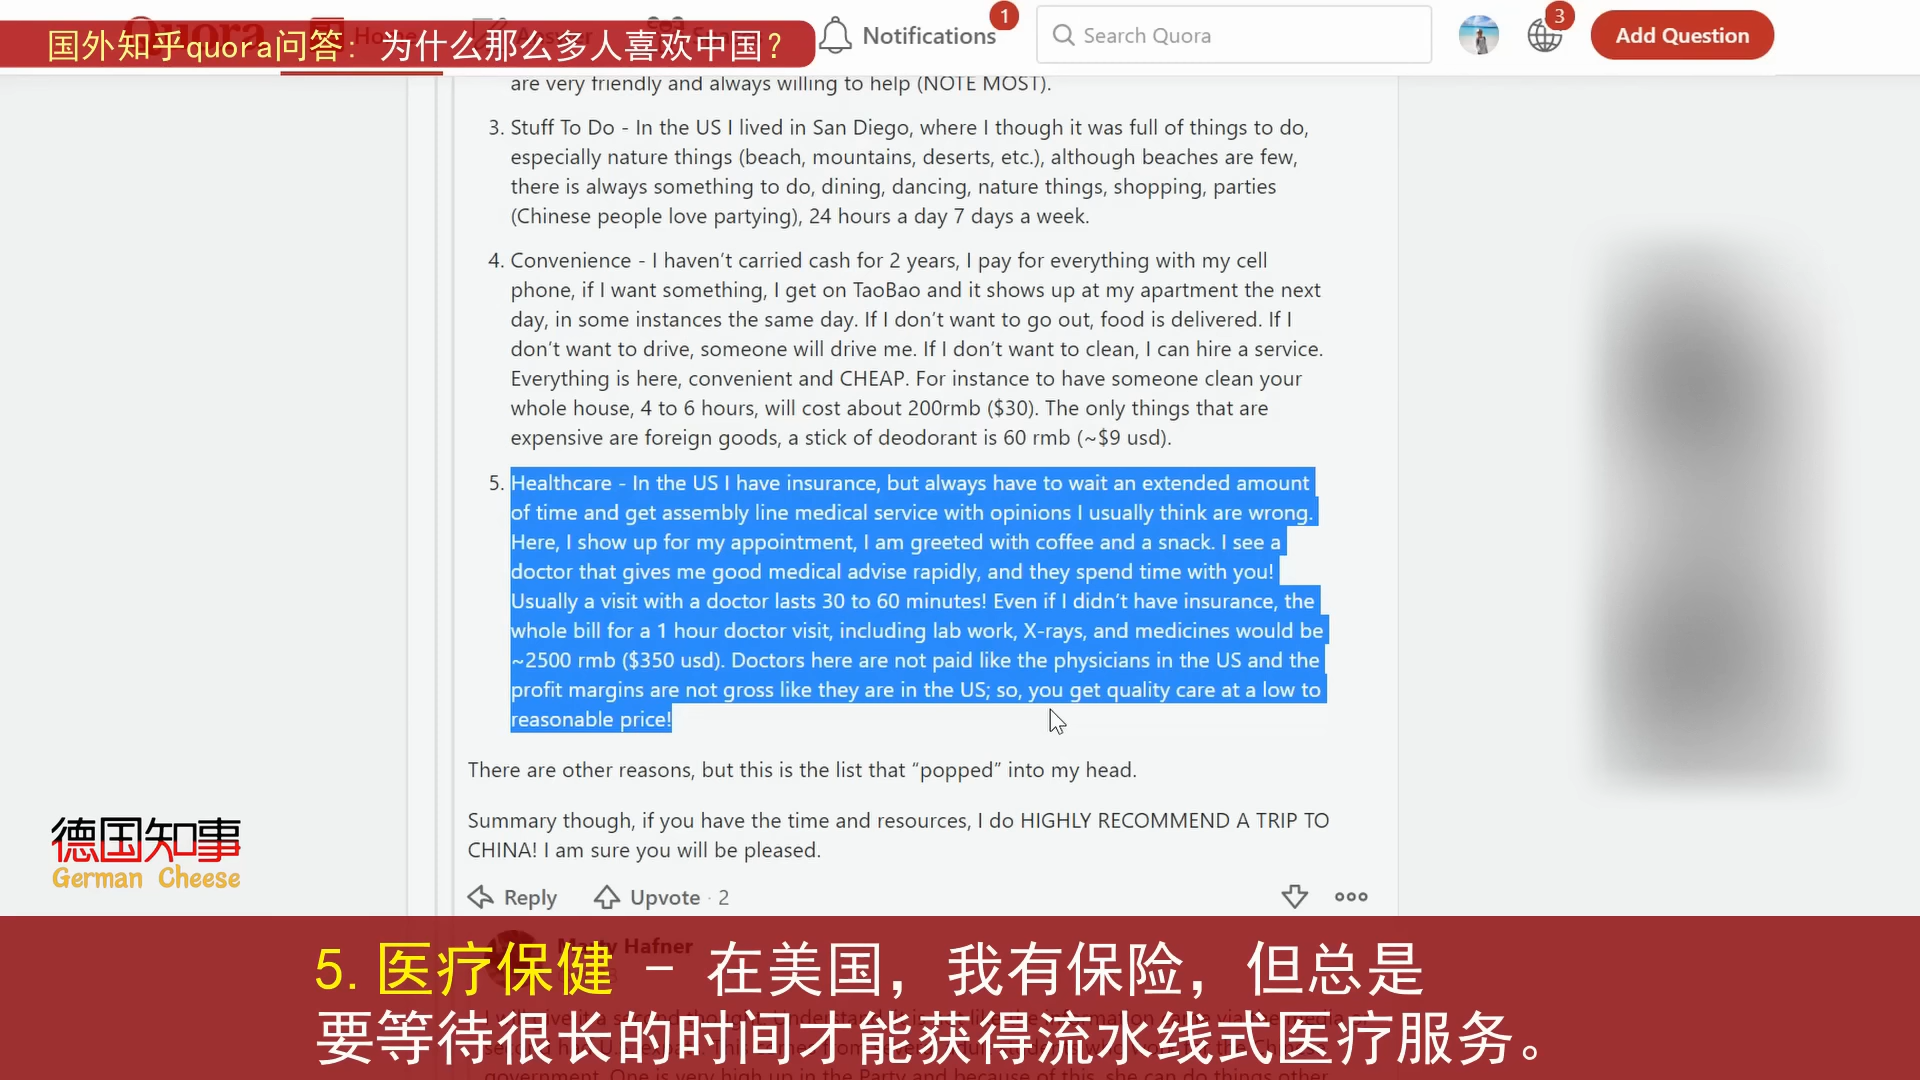 国外知乎quora问答：为什么那么多人喜欢中国？
Notifications
1
Search Quora
3
Add Question
are very friendly and always willing to help (NOTE MOST).
3. Stuff To Do - In the US I lived in San Diego, where I though it was full of things to do,
especially nature things (beach, mountains, deserts, etc.), although beaches are few,
there is always something to do, dining, dancing, nature things, shopping, parties
(Chinese people love partying), 24 hours a day 7 days a week.
4. Convenience - I haven’t carried cash for 2 years, I pay for everything with my cell
phone, if I want something, I get on TaoBao and it shows up at my apartment the next
day, in some instances the same day. If I don’t want to go out, food is delivered. If I
don’t want to drive, someone will drive me. If I don’t want to clean, I can hire a service.
Everything is here, convenient and CHEAP. For instance to have someone clean your
whole house, 4 to 6 hours, will cost about 200rmb ($30). The only things that are
expensive are foreign goods, a stick of deodorant is 60 rmb (~$9 usd).
5. Healthcare - In the US I have insurance, but always have to wait an extended amount
of time and get assembly line medical service with opinions I usually think are wrong.
Here, I show up for my appointment, I am greeted with coffee and a snack. I see a
doctor that gives me good medical advise rapidly, and they spend time with you!
Usually a visit with a doctor lasts 30 to 60 minutes! Even if I didn’t have insurance, the
whole bill for a 1 hour doctor visit, including lab work, X-rays, and medicines would be
~2500 rmb ($350 usd). Doctors here are not paid like the physicians in the US and the
profit margins are not gross like they are in the US; so, you get quality care at a low to
reasonable price!
There are other reasons, but this is the list that “popped” into my head.
Summary though, if you have the time and resources, I do HIGHLY RECOMMEND A TRIP TO
CHINA! I am sure you will be pleased.
Reply Upvote · 2
德国知事
German Cheese
5. 医疗保健 - 在美国，我有保险，但总是
要等待很长的时间才能获得流水线式医疗服务。